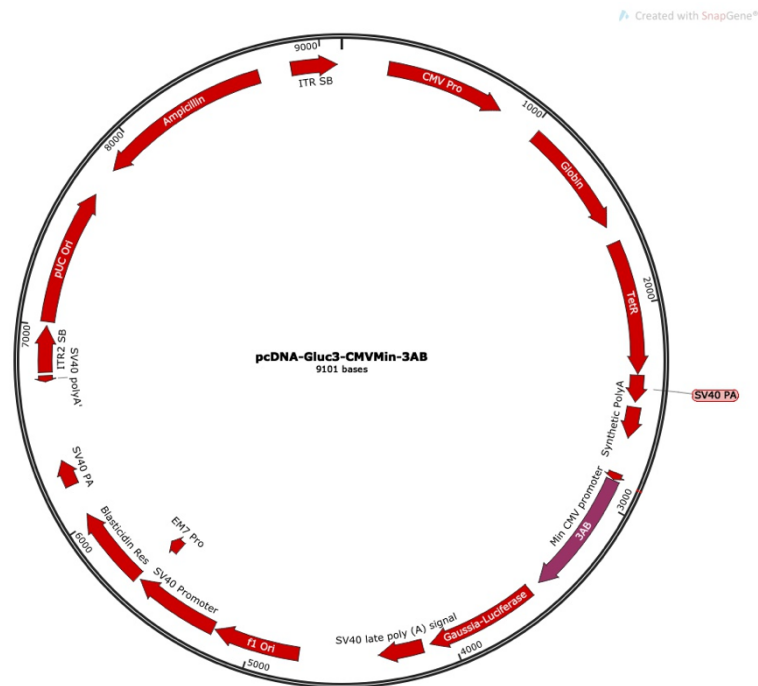 Created with SnapGene®
9000
ITR SB
CMV Pro
1000
Globin
TetR
2000
SV40 PA
Synthetic PolyA
Min CMV promoter
3000
3AB
Gaussia-Luciferase
4000
SV40 late poly (A) signal
f1 Ori
5000
SV40 Promoter
EM7 Pro
Blasticidin Res
6000
SV40 PA
SV40 polyA'
ITR2 SB
7000
pUC Ori
8000
Ampicillin
pcDNA-Gluc3-CMVMin-3AB
9101 bases